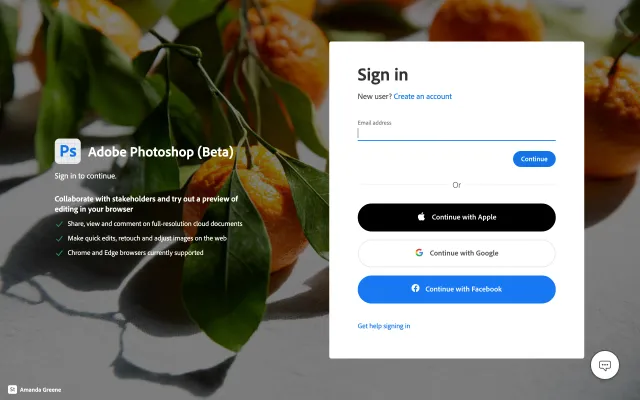 Ps Adobe Photoshop (Beta)
Sign in to continue.
Collaborate with stakeholders and try out a preview of
editing in your browser
Share, view and comment on full-resolution cloud documents
Make quick edits, retouch and adjust images on the web
Chrome and Edge browsers currently supported
St Amanda Greene
Sign in
New user? Create an account
Email address
Continue
Or
Continue with Apple
Continue with Google
Continue with Facebook
Get help signing in